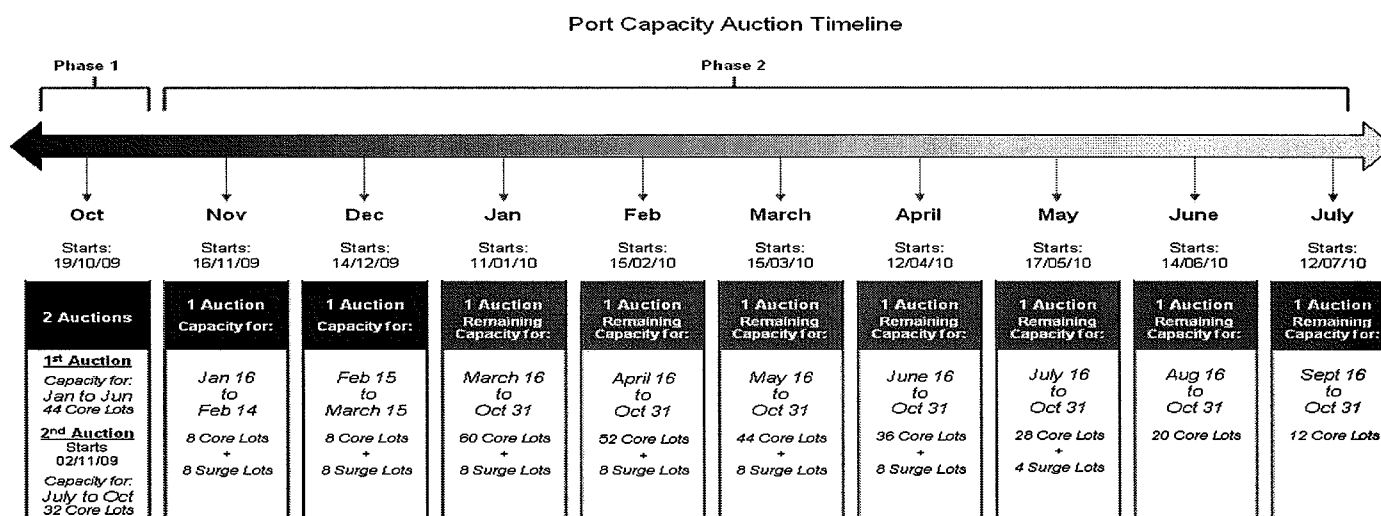 Port Capacity Auction Timeline
Phase 1
Phase 2
Oct
Starts:
19/10/09
2 Auctions
1st Auction
Capacity for:
Jan to Jun
44 Core Lots
2nd Auction
Starts
02/11/09
Capacity for:
July to Oct
32 Core Lots
Nov
Starts:
16/11/09
1 Auction
Capacity for:
Jan 16
to
Feb 14
8 Core Lots
+
8 Surge Lots
Dec
Starts:
14/12/09
1 Auction
Capacity for:
Feb 15
to
March 15
8 Core Lots
+
8 Surge Lots
Jan
Starts:
11/01/10
1 Auction
Remaining
Capacity for:
March 16
to
Oct 31
60 Core Lots
+
8 Surge Lots
Feb
Starts:
15/02/10
1 Auction
Remaining
Capacity for:
April 16
to
Oct 31
52 Core Lots
+
8 Surge Lots
March
Starts:
15/03/10
1 Auction
Remaining
Capacity for:
May 16
to
Oct 31
44 Core Lots
+
8 Surge Lots
April
Starts:
12/04/10
1 Auction
Remaining
Capacity for:
June 16
to
Oct 31
36 Core Lots
+
8 Surge Lots
May
Starts:
17/05/10
1 Auction
Remaining
Capacity for:
July 16
to
Oct 31
28 Core Lots
+
4 Surge Lots
June
Starts:
14/06/10
1 Auction
Remaining
Capacity for:
Aug 16
to
Oct 31
20 Core Lots
July
Starts:
12/07/10
1 Auction
Remaining
Capacity for:
Sept 16
to
Oct 31
12 Core Lots